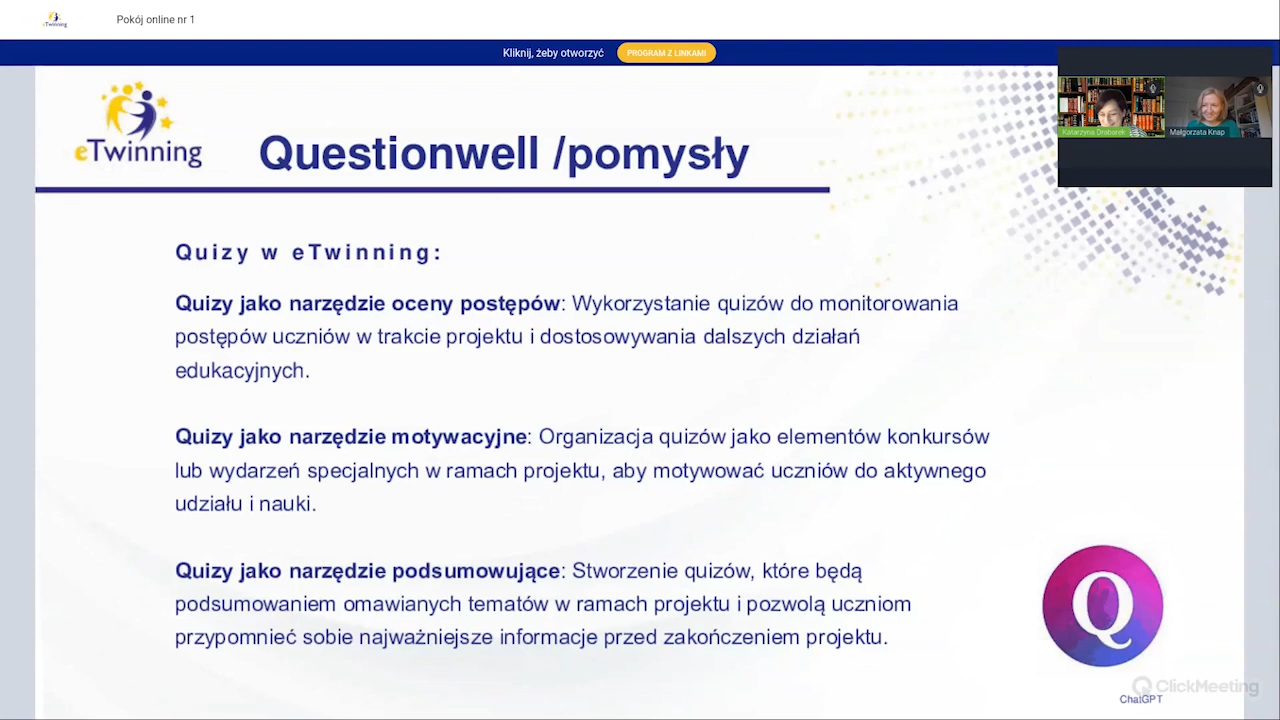 eTwinning
Pokój online nr 1
Kliknij, żeby otworzyć PROGRAM Z LINKAMI
Katarzyna Drabarek
Małgorzata Knap
eTwinning
Questionwell /pomysły
Quizy w eTwinning:
Quizy jako narzędzie oceny postępów: Wykorzystanie quizów do monitorowania
postępów uczniów w trakcie projektu i dostosowywania dalszych działań
edukacyjnych.
Quizy jako narzędzie motywacyjne: Organizacja quizów jako elementów konkursów
lub wydarzeń specjalnych w ramach projektu, aby motywować uczniów do aktywnego
udziału i nauki.
Quizy jako narzędzie podsumowujące: Stworzenie quizów, które będą
podsumowaniem omawianych tematów w ramach projektu i pozwolą uczniom
przypomnieć sobie najważniejsze informacje przed zakończeniem projektu.
Q
ClickMeeting
ChatGPT